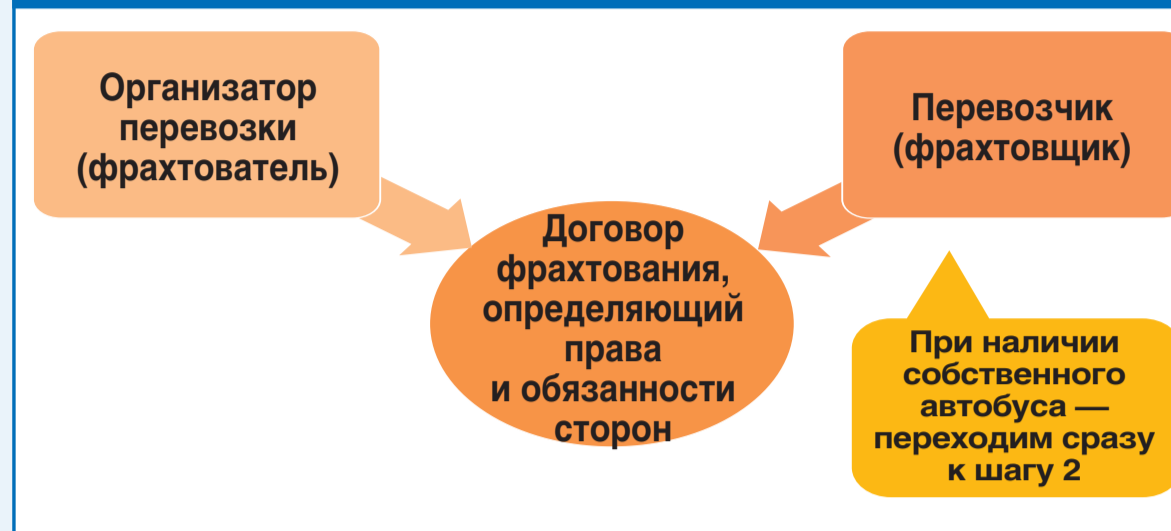 Организатор
перевозки
(фрахтователь)
Перевозчик
(фрахтовщик)
Договор
фрахтования,
определяющий
права
и обязанности
сторон
При наличии
собственного
автобуса —
переходим сразу
к шагу 2